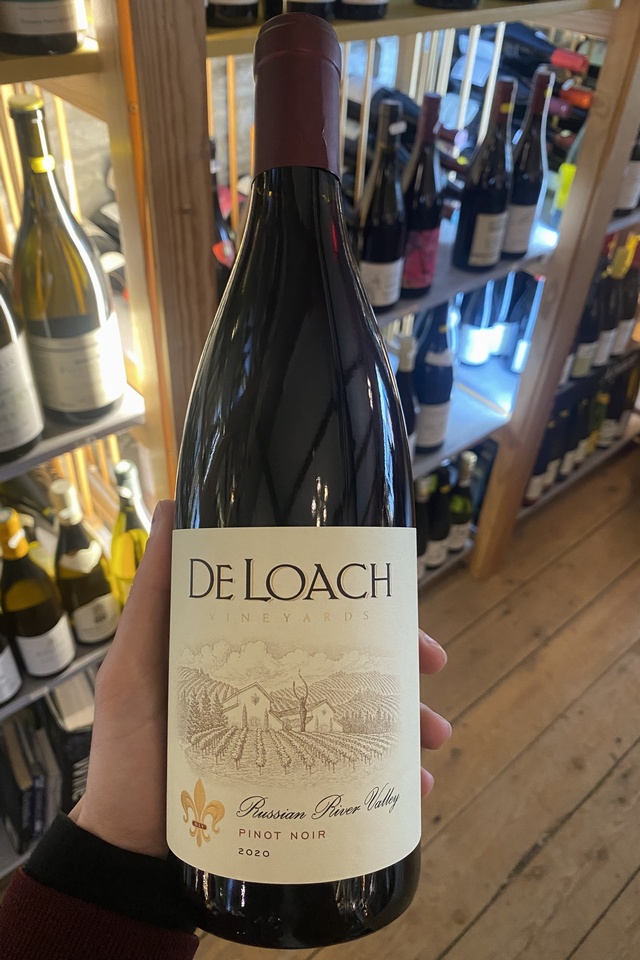 DE LOACH
VINEYARDS
Russian River Valley
PINOT NOIR
2020